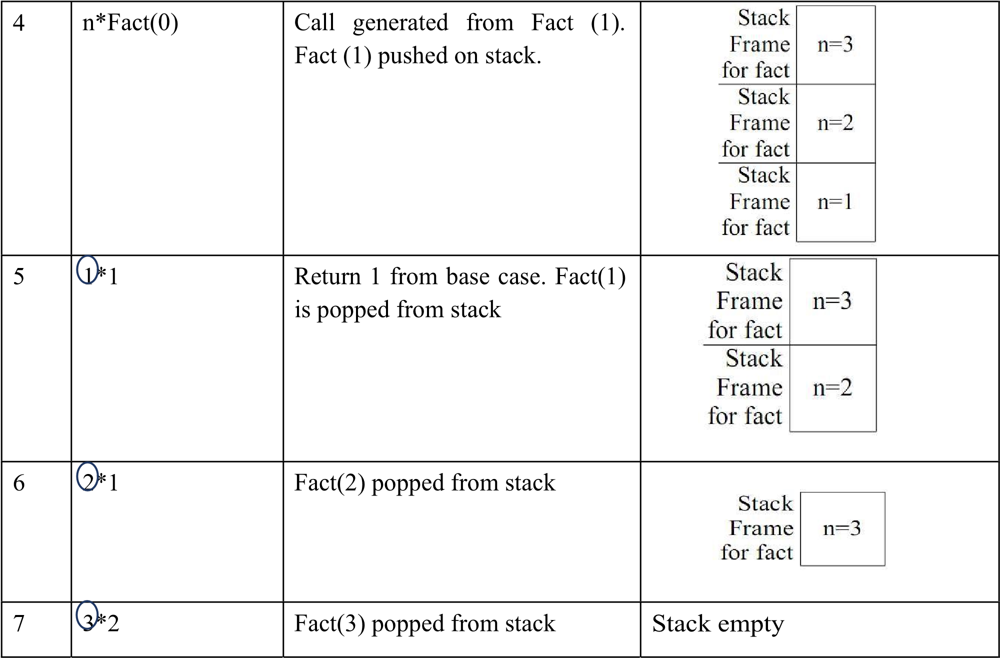 4
n*Fact(0)
Call generated from Fact (1).
Fact (1) pushed on stack.
Stack
Frame
for fact
n=3
Stack
Frame
for fact
n=2
Stack
Frame
for fact
n=1
5
1*1
Return 1 from base case. Fact(1)
is popped from stack
Stack
Frame
for fact
n=3
Stack
Frame
for fact
n=2
6
2*1
Fact(2) popped from stack
Stack
Frame
for fact
n=3
7
3*2
Fact(3) popped from stack
Stack empty